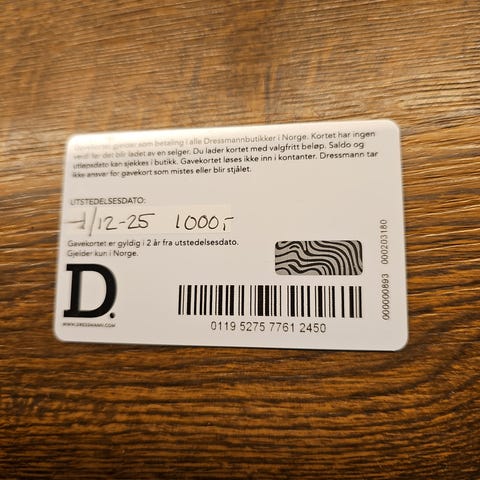 Gavekortet gjelder som betaling i alle Dressmannbutikker i Norge. Kortet har ingen
verdi før det blir ladet av en selger. Du lader kortet med valgfritt beløp. Saldo og
utløpsdato kan sjekkes i butikk. Gavekortet løses ikke inn i kontanter. Dressmann tar
ikke ansvar for gavekort som mistes eller blir stjålet.
UTSTEDELSESDATO:
1/12-25 1000,-
Gavekortet er gyldig i 2 år fra utstedelsesdato.
Gjelder kun i Norge.
D.
WWW.DRESSMANN.COM
0119 5275 7761 2450
000000893 000203180